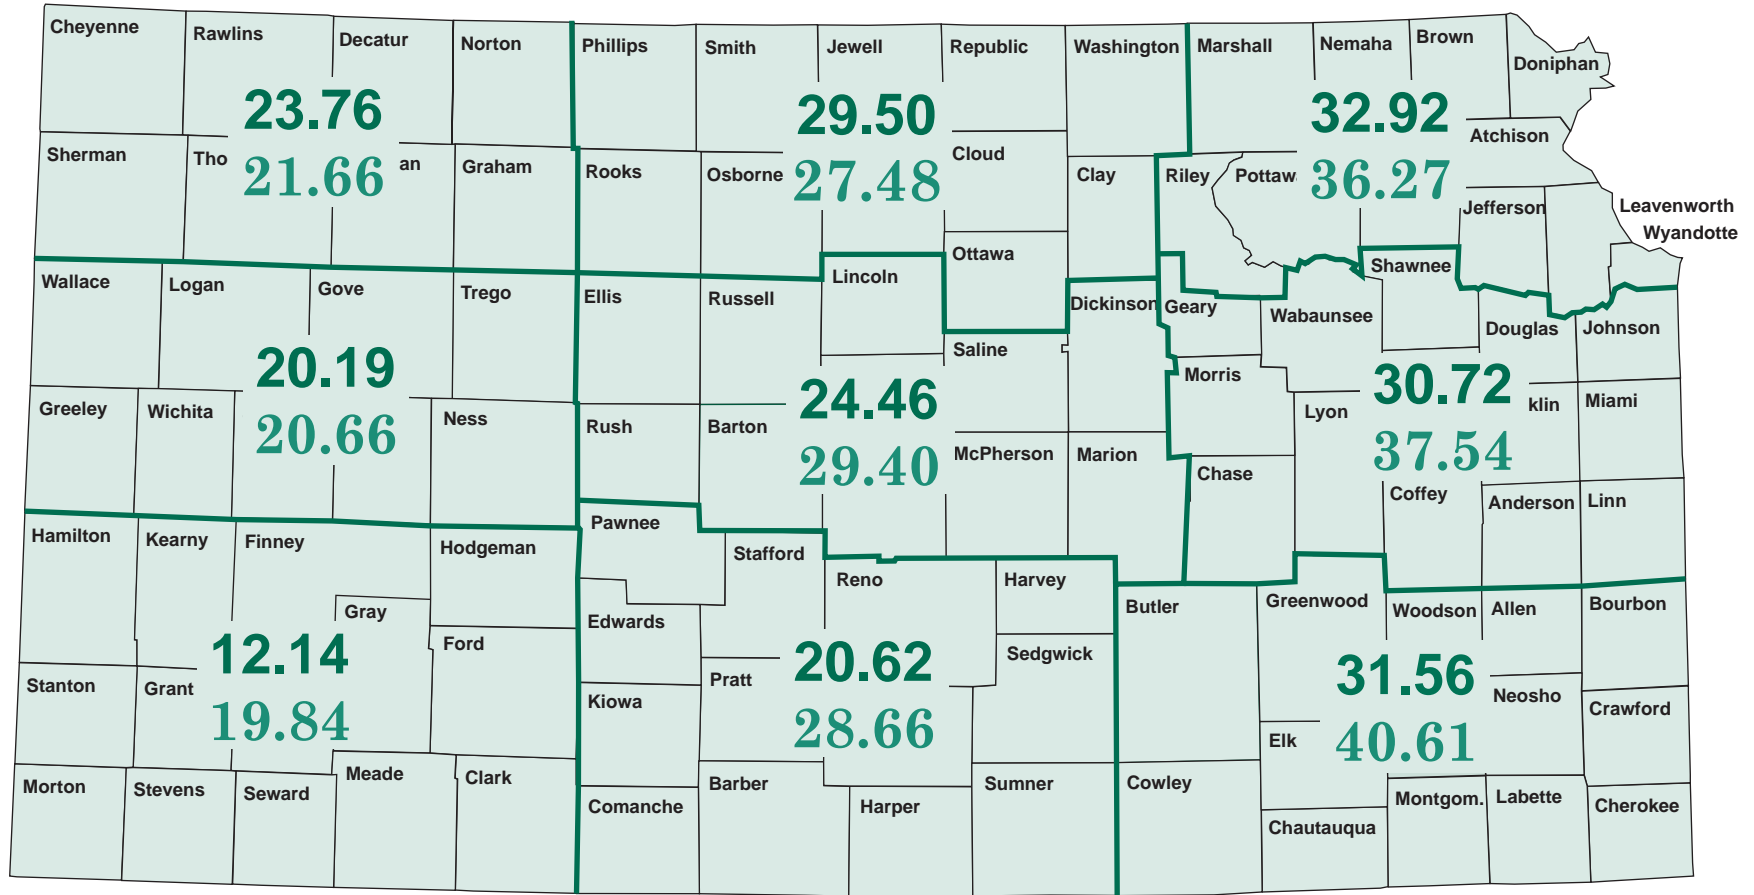 Cheyenne
Rawlins
Decatur
Norton
Phillips
Smith
Jewell
Republic
Washington
Marshall
Nemaha
Brown
Doniphan
23.76
21.66
29.50
27.48
32.92
36.27
Sherman
Tho
an
Graham
Rooks
Osborne
Cloud
Clay
Riley
Pottaw
Atchison
Jefferson
Leavenworth
Wyandotte
Ottawa
Shawnee
Wallace
Logan
Gove
Trego
Ellis
Russell
Lincoln
Dickinson
Geary
Wabaunsee
Douglas
Johnson
20.19
20.66
24.46
29.40
30.72
37.54
Saline
Morris
Greeley
Wichita
Ness
Rush
Barton
McPherson
Marion
Chase
Lyon
klin
Miami
Coffey
Anderson
Linn
Hamilton
Kearny
Finney
Hodgeman
Pawnee
Stafford
Reno
Harvey
Butler
Greenwood
Woodson
Allen
Bourbon
Gray
Edwards
Ford
12.14
19.84
20.62
28.66
31.56
40.61
Sedgwick
Stanton
Grant
Kiowa
Pratt
Elk
Neosho
Crawford
Morton
Stevens
Seward
Meade
Clark
Comanche
Barber
Harper
Sumner
Cowley
Chautauqua
Montgom.
Labette
Cherokee